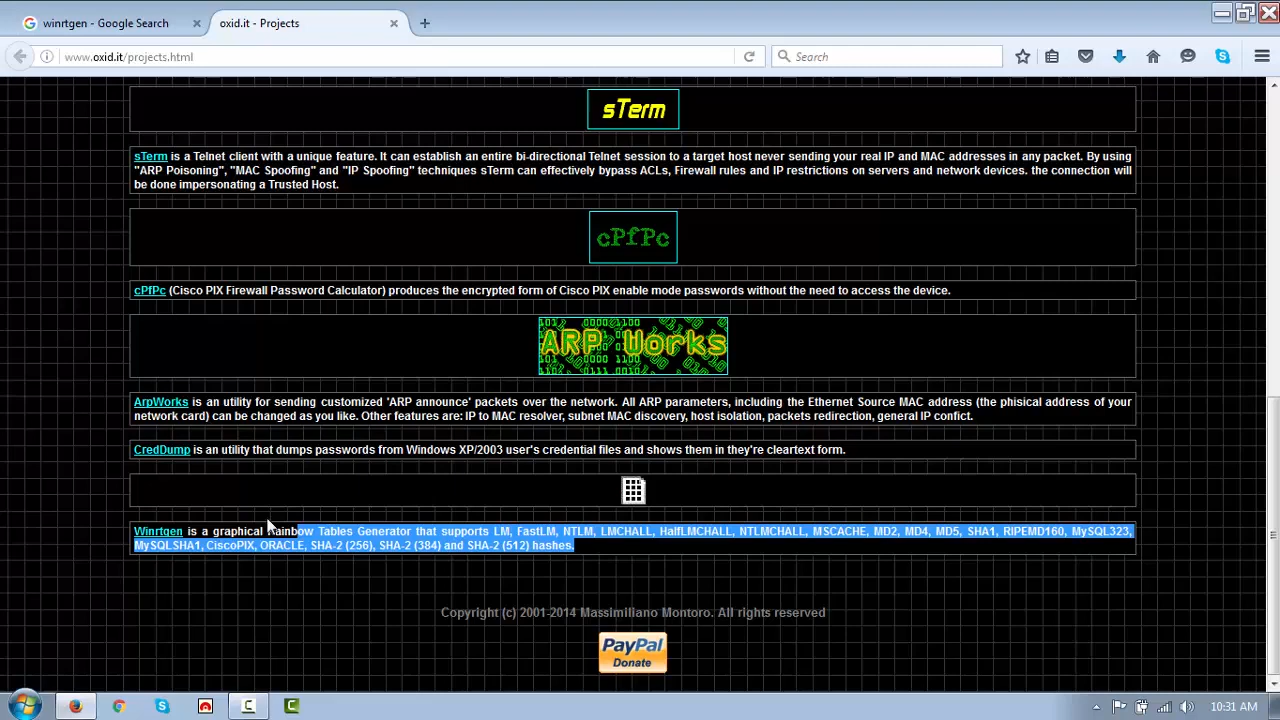 winrtgen - Google Search
oxid.it - Projects
www.oxid.it/projects.html
Search
sTerm
sTerm is a Telnet client with a unique feature. It can establish an entire bi-directional Telnet session to a target host never sending your real IP and MAC addresses in any packet. By using
"ARP Poisoning", "MAC Spoofing" and "IP Spoofing" techniques sTerm can effectively bypass ACLs, Firewall rules and IP restrictions on servers and network devices. the connection will
be done impersonating a Trusted Host.
cPfPc
cPfPc (Cisco PIX Firewall Password Calculator) produces the encrypted form of Cisco PIX enable mode passwords without the need to access the device.
ARP Works
ArpWorks is an utility for sending customized 'ARP announce' packets over the network. All ARP parameters, including the Ethernet Source MAC address (the phisical address of your
network card) can be changed as you like. Other features are: IP to MAC resolver, subnet MAC discovery, host isolation, packets redirection, general IP confict.
CredDump is an utility that dumps passwords from Windows XP/2003 user's credential files and shows them in they're cleartext form.
Winrtgen is a graphical Rainbow Tables Generator that supports LM, FastLM, NTLM, LMCHALL, HalfLMCHALL, NTLMCHALL, MSCACHE, MD2, MD4, MD5, SHA1, RIPEMD160, MySQL323,
MySQLSHA1, CiscoPIX, ORACLE, SHA-2 (256), SHA-2 (384) and SHA-2 (512) hashes.
Copyright (c) 2001-2014 Massimiliano Montoro. All rights reserved
PayPal
Donate
10:31 AM